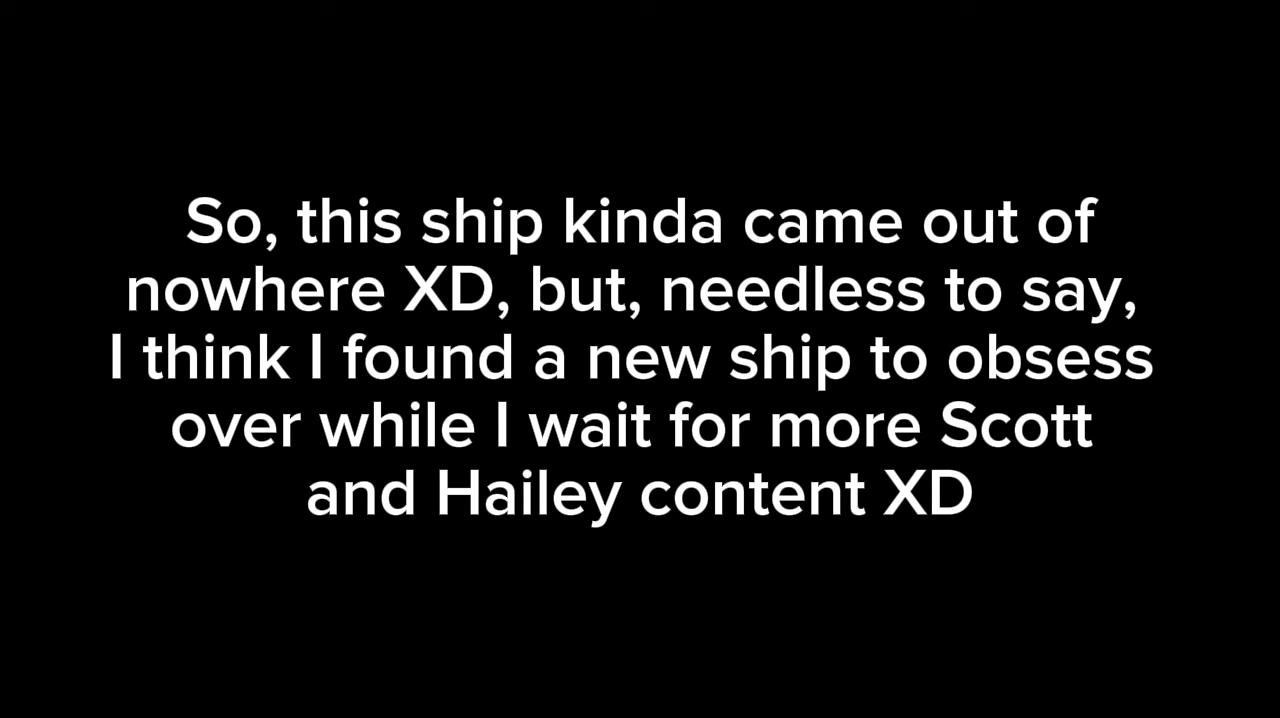 So, this ship kinda came out of
nowhere XD, but, needless to say,
I think I found a new ship to obsess
over while I wait for more Scott
and Hailey content XD